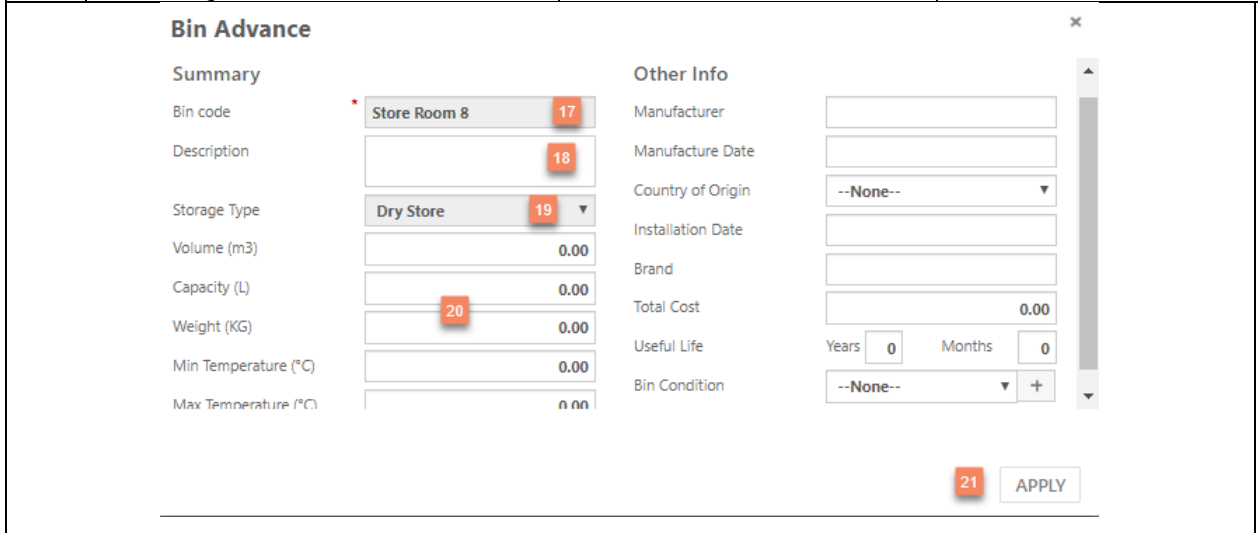 Bin Advance
×
Summary
Bin code * Store Room 8 17
Description 18
Storage Type Dry Store 19
Volume (m3) 0.00
Capacity (L) 0.00
20
Weight (KG) 0.00
Min Temperature (°C) 0.00
Max Temperature (°C) 0.00
Other Info
Manufacturer
Manufacture Date
Country of Origin --None--
Installation Date
Brand
Total Cost 0.00
Useful Life Years 0 Months 0
Bin Condition --None-- +
21 APPLY